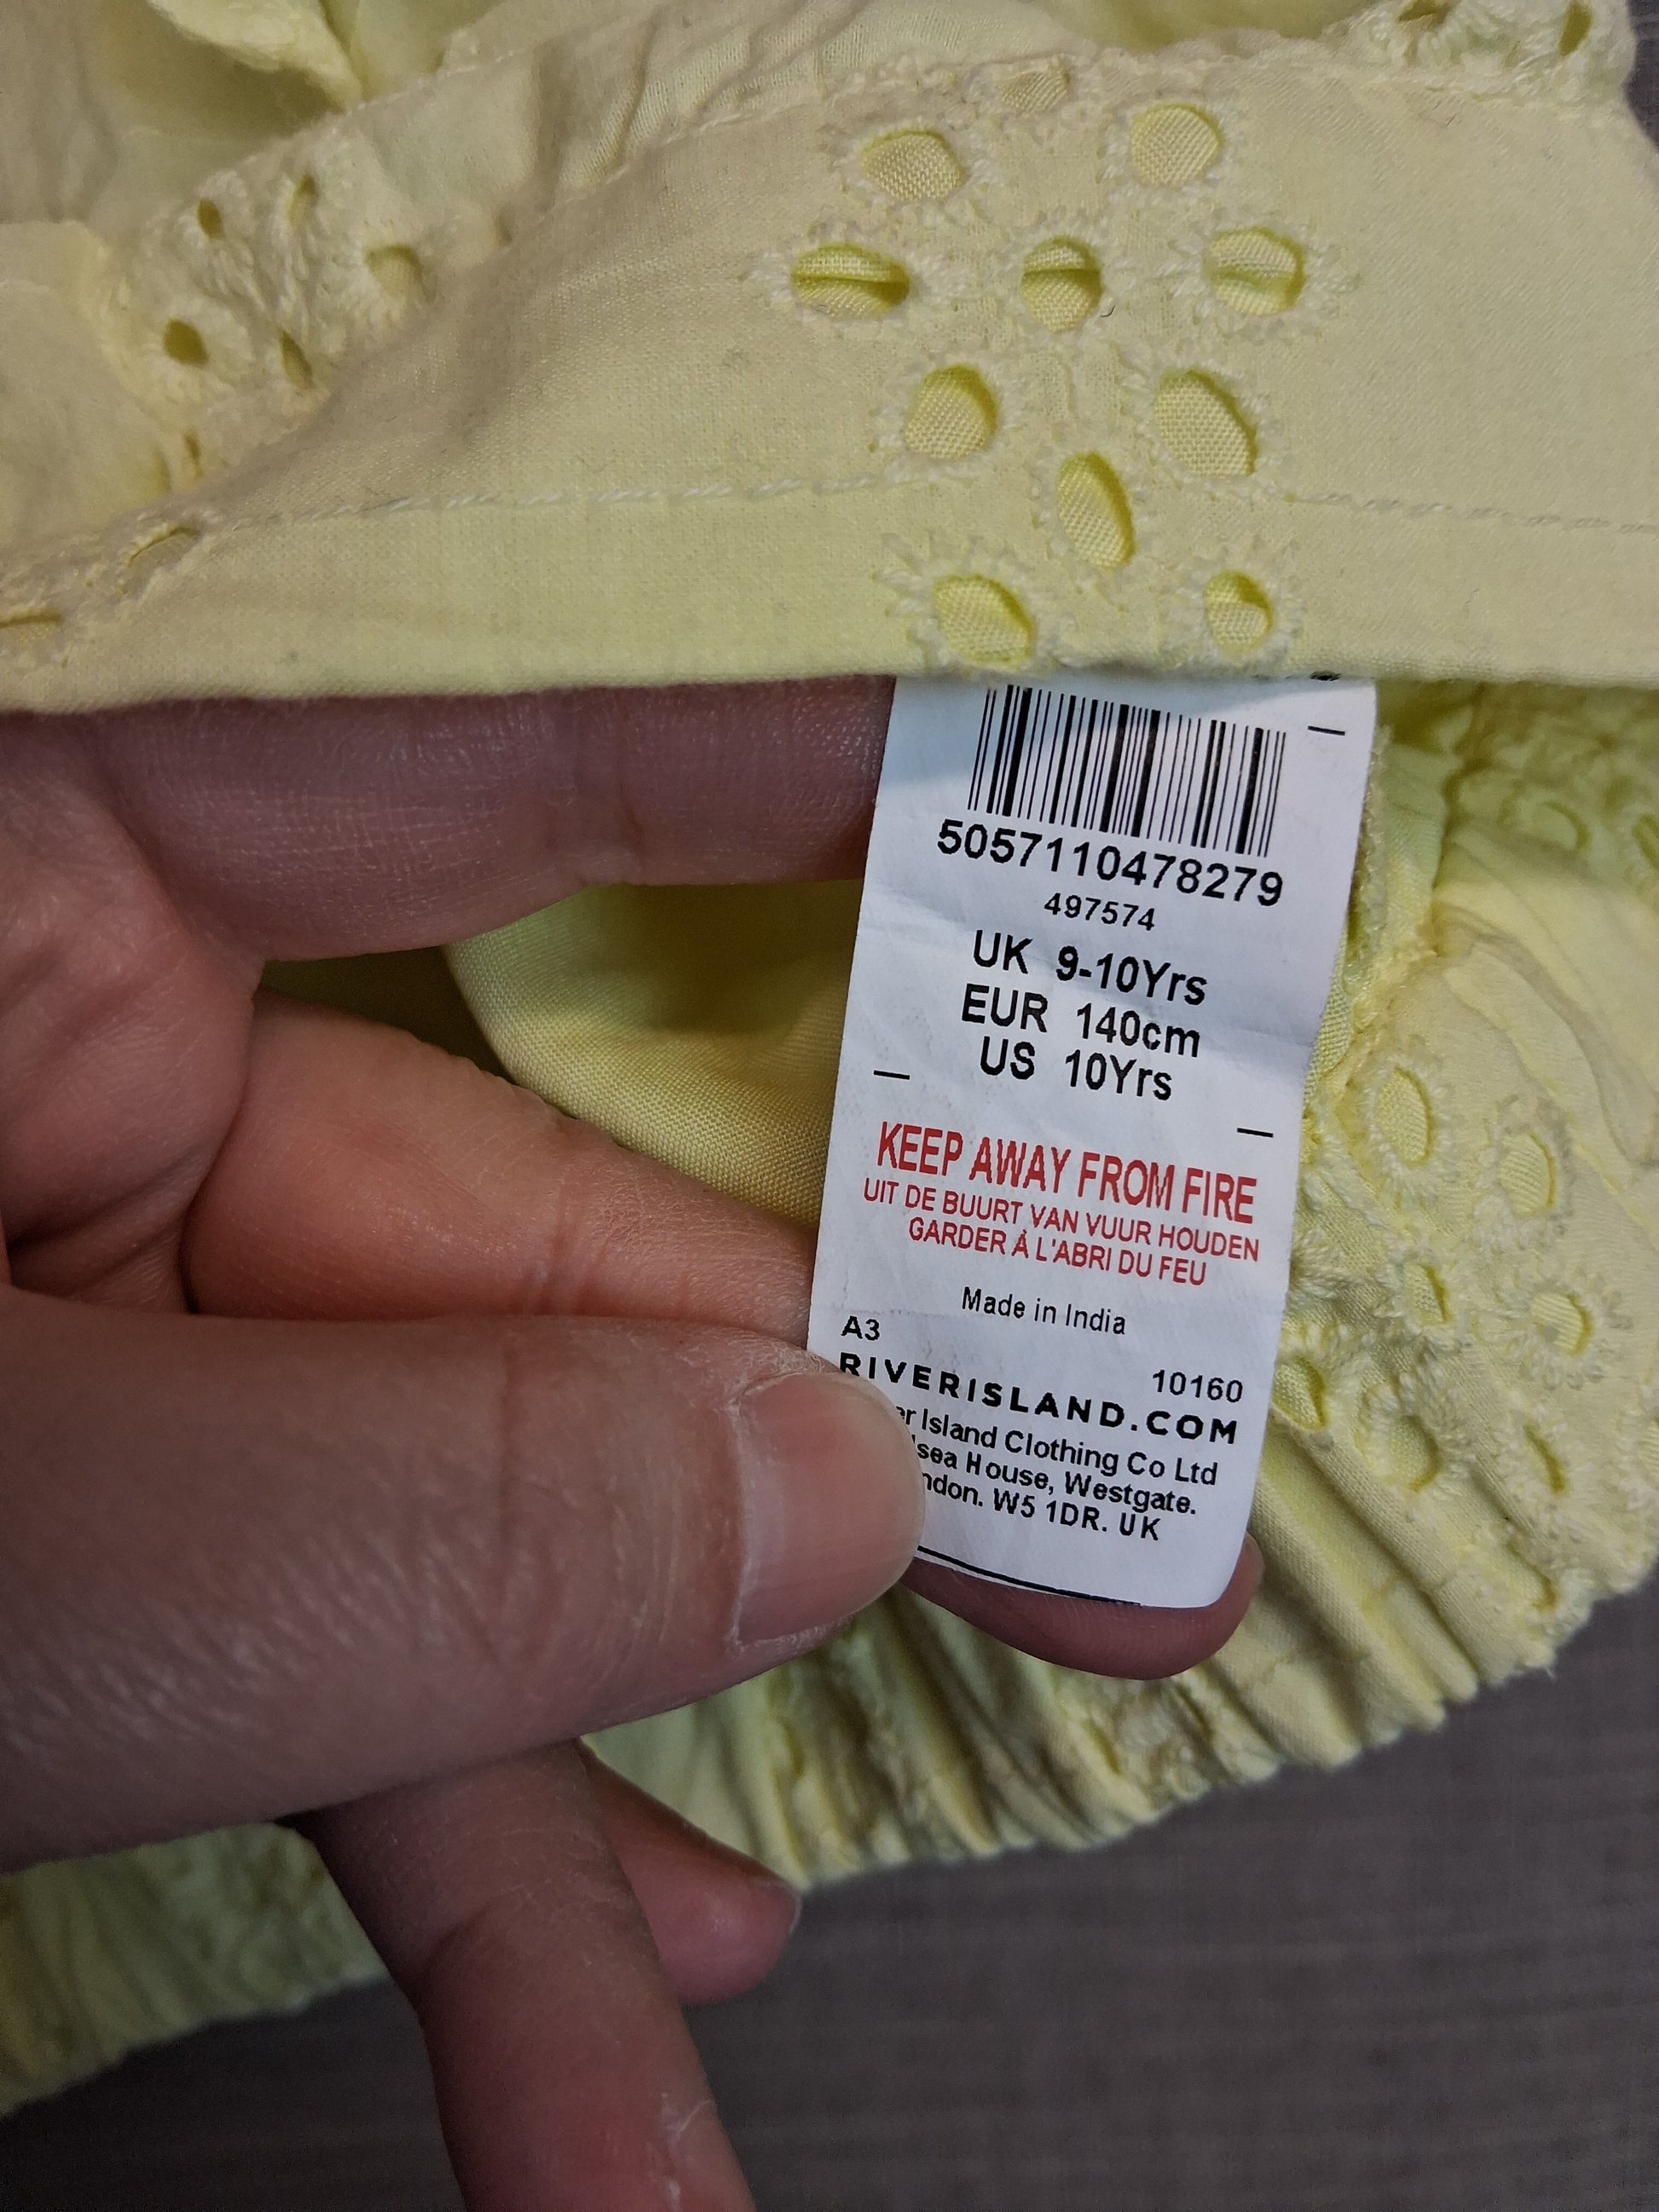 5057110478279
497574
UK 9-10Yrs
EUR 140cm
US 10Yrs
KEEP AWAY FROM FIRE
UIT DE BUURT VAN VUUR HOUDEN
GARDER À L'ABRI DU FEU
Made in India
A3
10160
RIVERISLAND.COM
Island Clothing Co Ltd
House, Westgate.
W5 1DR. UK